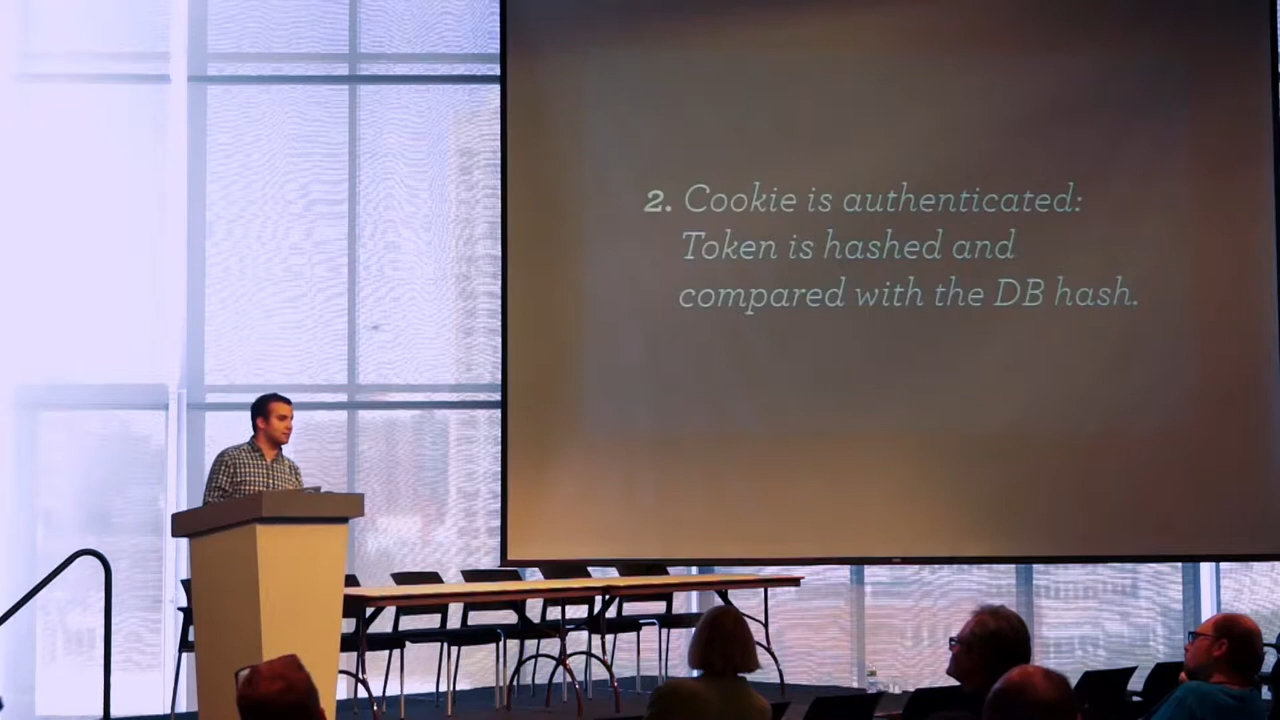 2. Cookie is authenticated:
Token is hashed and
compared with the DB hash.